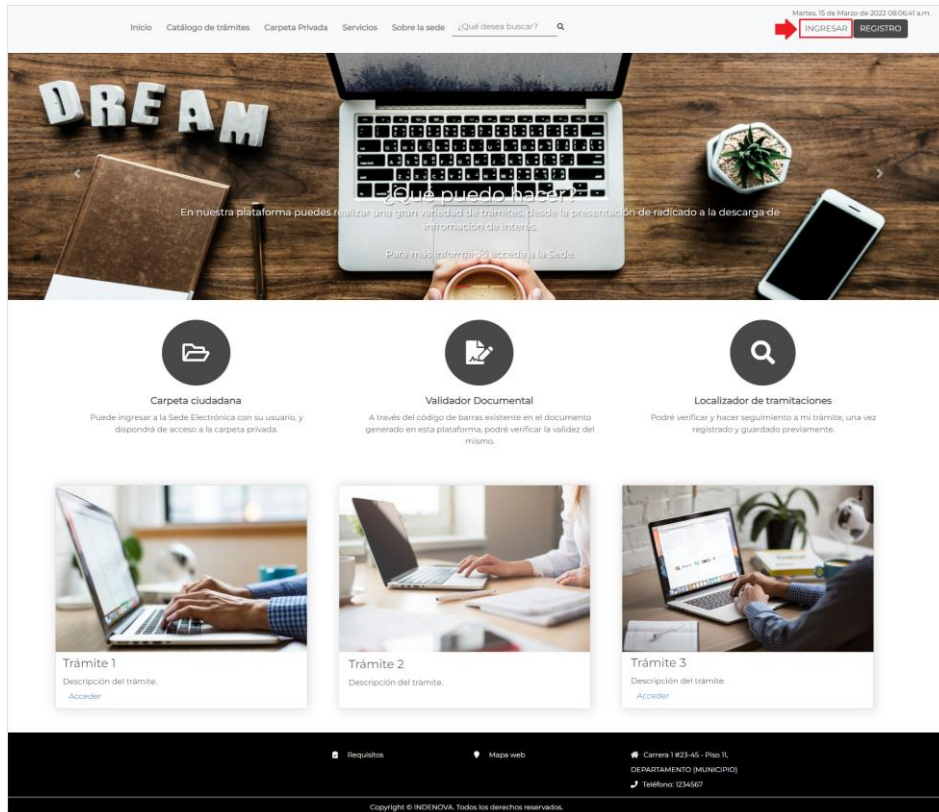 Martes, 15 de Marzo de 2022 08:06:41 a.m.
Inicio Catálogo de trámites Carpeta Privada Servicios Sobre la sede ¿Qué desea buscar? INGRESAR REGISTRO
DREAM
¿Qué puedo hacer?
En nuestra plataforma puedes realizar una gran variedad de trámites, desde la presentación de radicado a la descarga de
infromación de interés.
Para más informació acceda a la Sede.
Carpeta ciudadana
Puede ingresar a la Sede Electrónica con su usuario, y
dispondrá de acceso a la carpeta privada.
Validador Documental
A través del código de barras existente en el documento
generado en esta plataforma, podré verificar la validez del
mismo.
Localizador de tramitaciones
Podré verificar y hacer seguimiento a mi trámite, una vez
registrado y guardado previamente.
Trámite 1
Descripción del trámite.
Acceder
Trámite 2
Descripción del trámite.
Trámite 3
Descripción del trámite.
Acceder
Requisitos
Mapa web
Carrera 1 #23-45 - Piso 11,
DEPARTAMENTO (MUNICIPIO)
Teléfono: 1234567
Copyright © INDENOVA. Todos los derechos reservados.